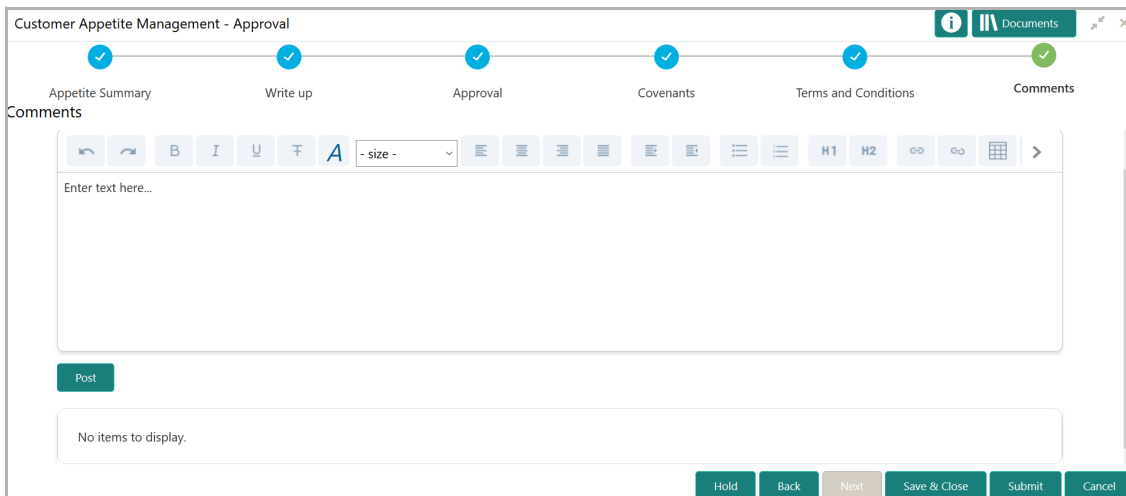 Customer Appetite Management - Approval
Documents
Appetite Summary
Write up
Approval
Covenants
Terms and Conditions
Comments
Comments
B I U T A - size - H1 H2
Enter text here...
Post
No items to display.
Hold Back Next Save & Close Submit Cancel